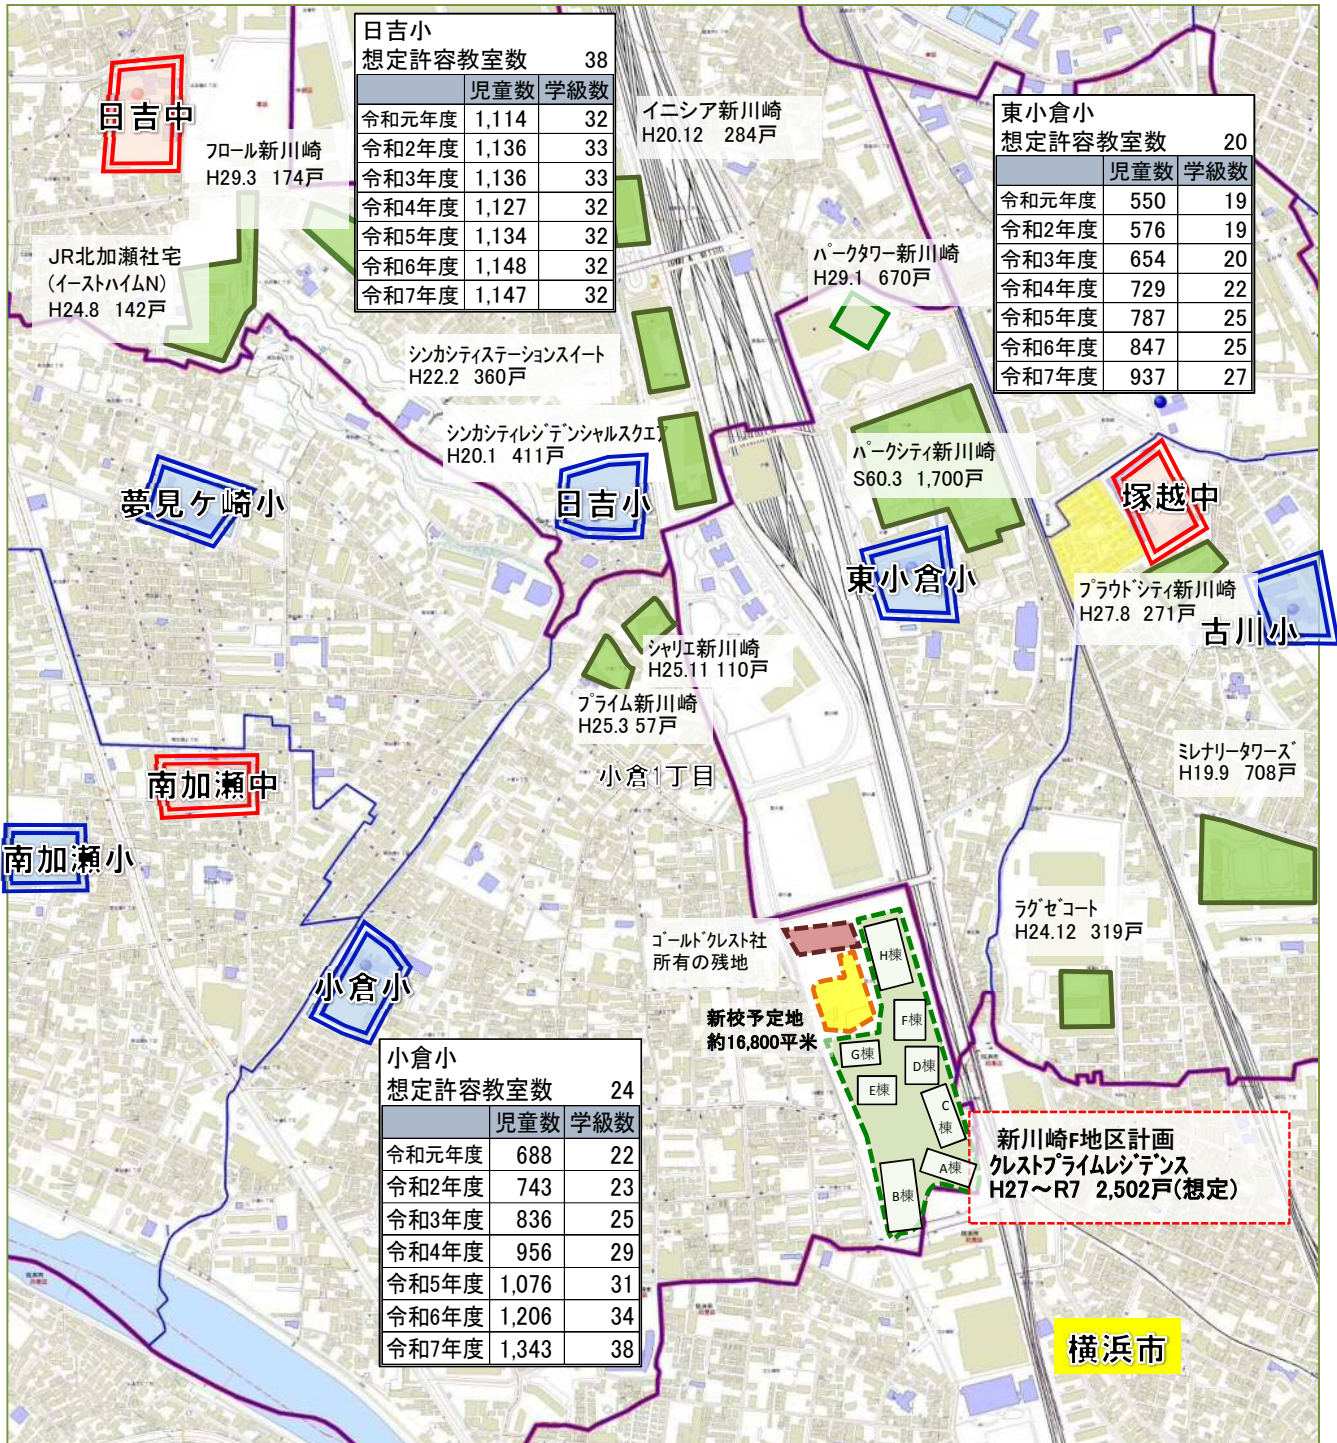 日吉小
想定許容教室数 38
児童数 学級数
令和元年度 1,114 32
令和2年度 1,136 33
令和3年度 1,136 33
令和4年度 1,127 32
令和5年度 1,134 32
令和6年度 1,148 32
令和7年度 1,147 32
日吉中
フロール新川崎
H29.3 174戸
イニシア新川崎
H20.12 284戸
東小倉小
想定許容教室数 20
児童数 学級数
令和元年度 550 19
令和2年度 576 19
令和3年度 654 20
令和4年度 729 22
令和5年度 787 25
令和6年度 847 25
令和7年度 937 27
JR北加瀬社宅
(イーストハイムN)
H24.8 142戸
パークタワー新川崎
H29.1 670戸
シンカシティステーションスイート
H22.2 360戸
シンカシティレジデンシャルスクエア
H20.1 411戸
パークシティ新川崎
S60.3 1,700戸
夢見ケ崎小
日吉小
塚越中
東小倉小
プラウドシティ新川崎
H27.8 271戸
古川小
シャリエ新川崎
H25.11 110戸
プライム新川崎
H25.3 57戸
小倉1丁目
ミレナリータワーズ
H19.9 708戸
南加瀬中
南加瀬小
ラグゼコート
H24.12 319戸
ゴールドクレスト社
所有の残地
小倉小
新校予定地
約16,800平米
H棟
F棟
G棟
D棟
E棟
C
棟
A棟
B棟
小倉小
想定許容教室数 24
児童数 学級数
令和元年度 688 22
令和2年度 743 23
令和3年度 836 25
令和4年度 956 29
令和5年度 1,076 31
令和6年度 1,206 34
令和7年度 1,343 38
新川崎F地区計画
クレストプライムレジデンス
H27～R7 2,502戸(想定)
横浜市